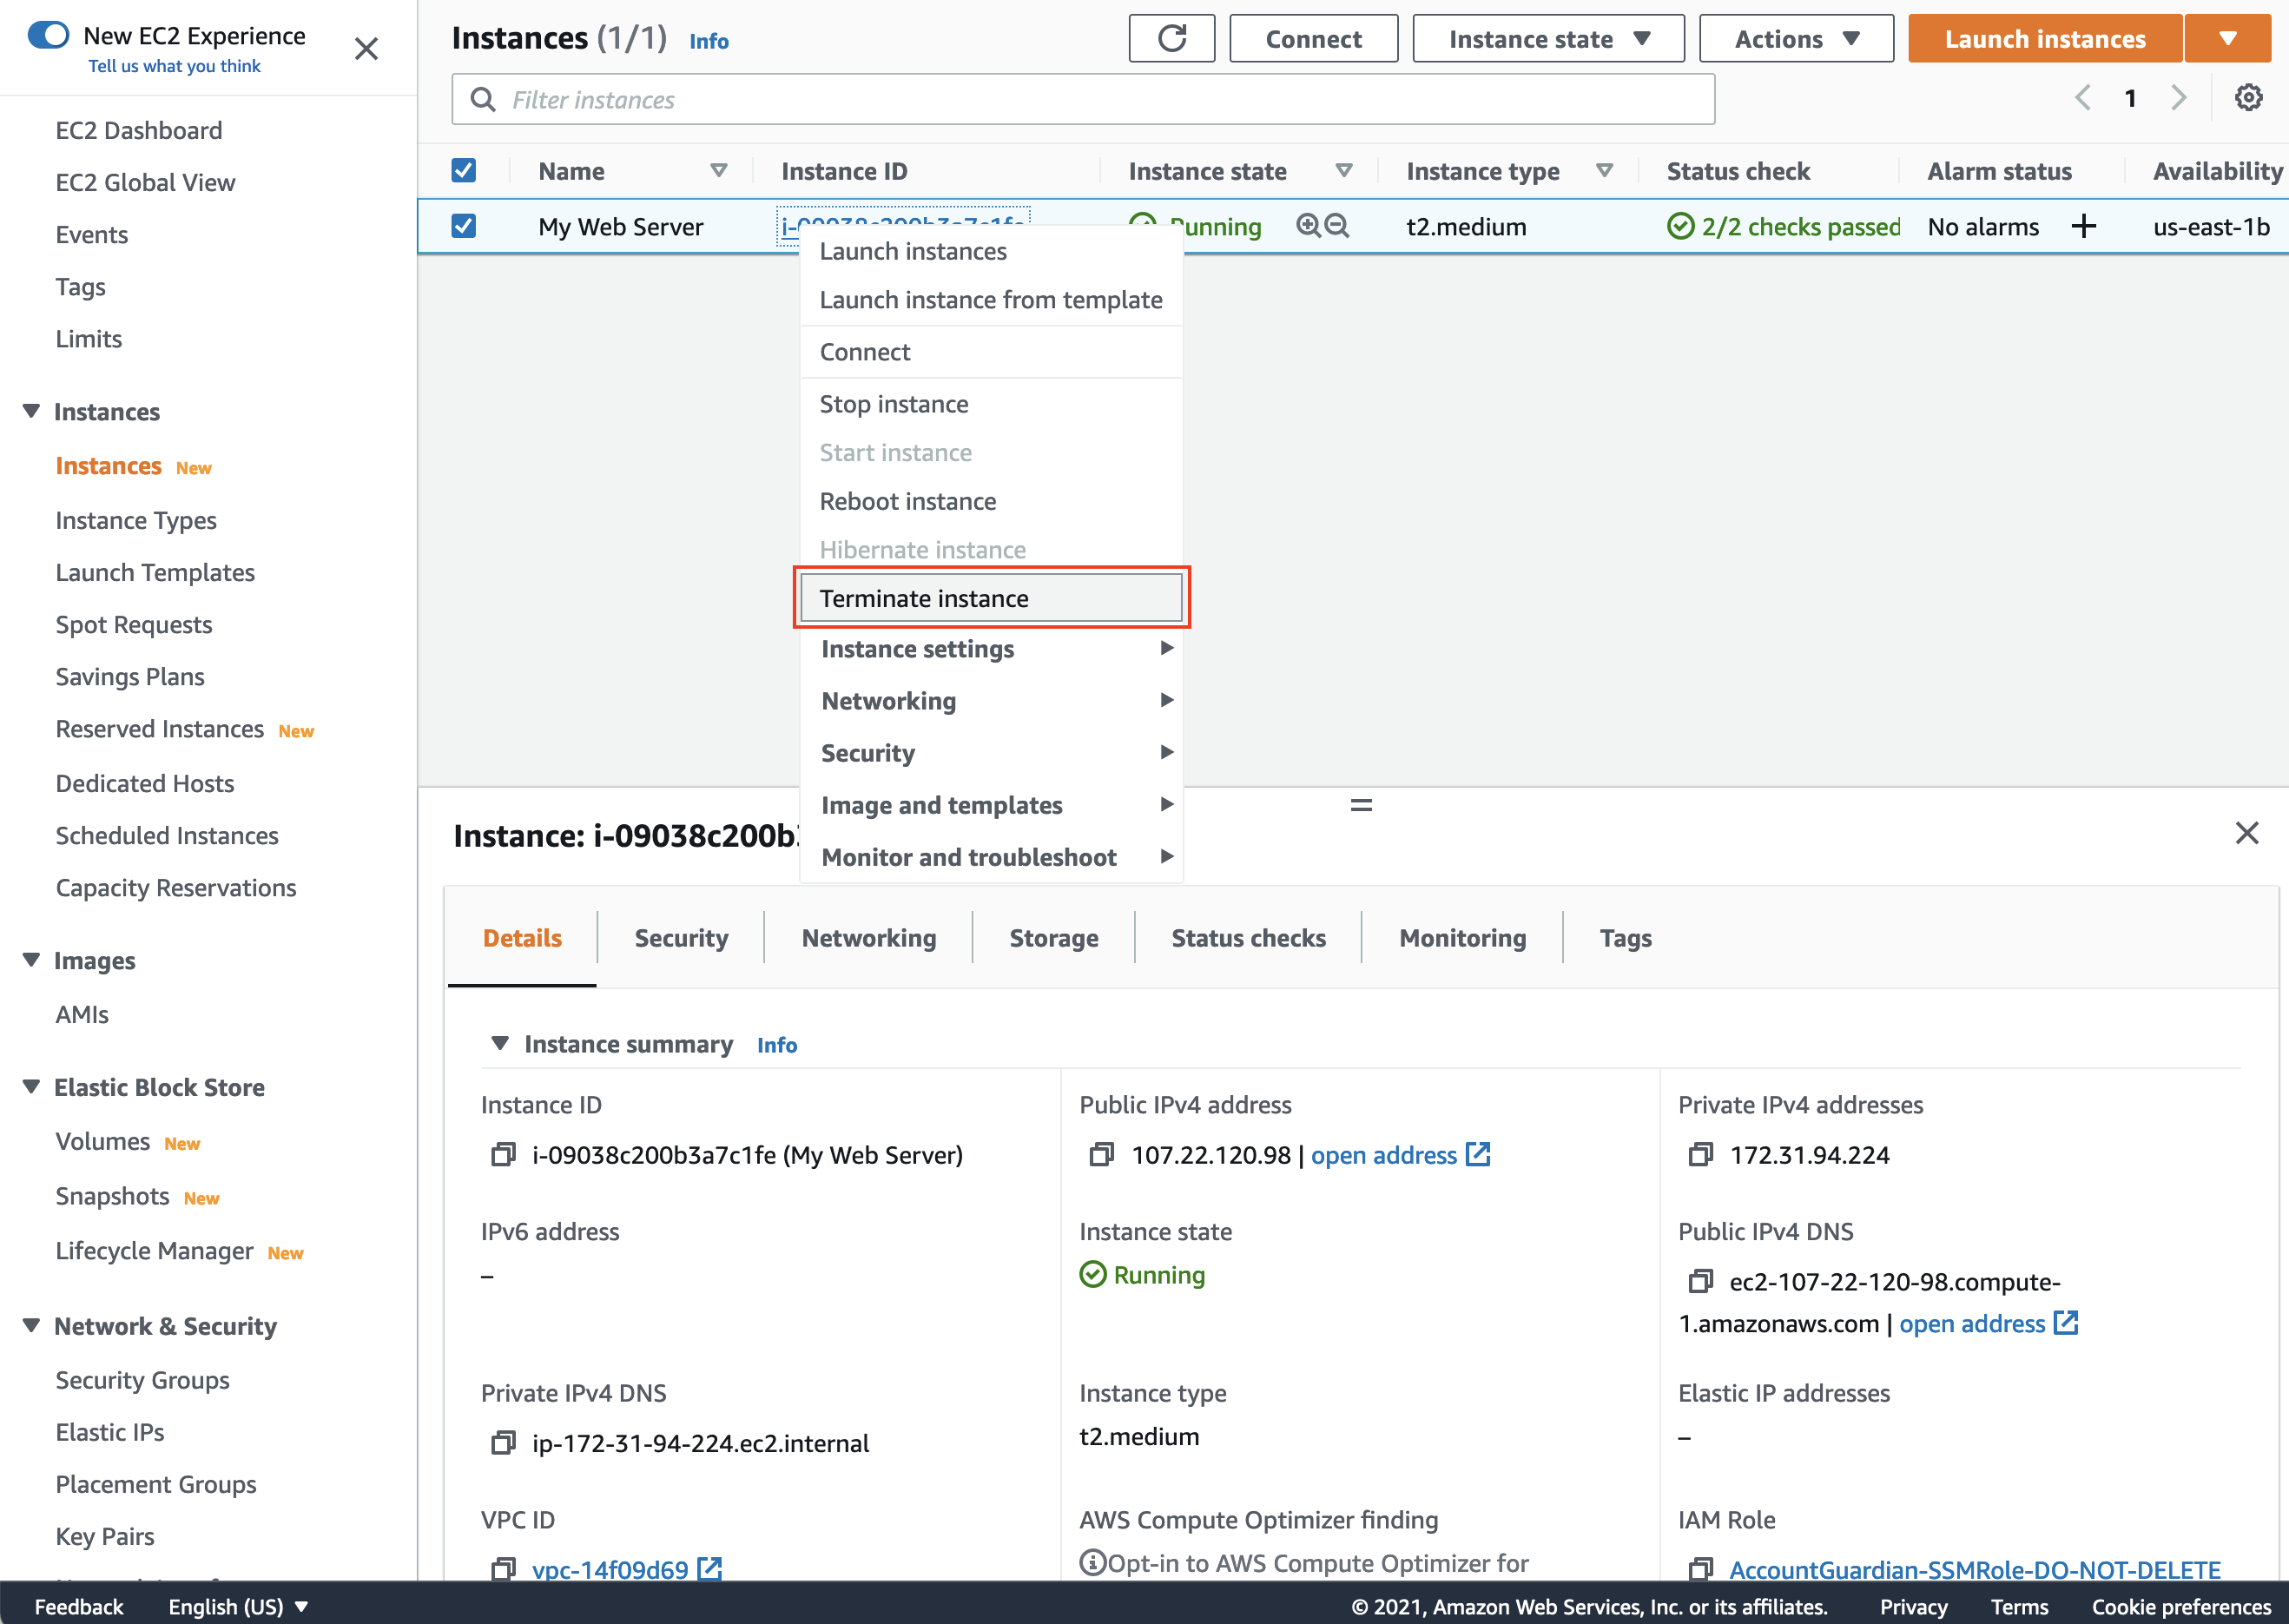 New EC2 Experience
Tell us what you think
EC2 Dashboard
EC2 Global View
Events
Tags
Limits
Instances
Instances New
Instance Types
Launch Templates
Spot Requests
Savings Plans
Reserved Instances New
Dedicated Hosts
Scheduled Instances
Capacity Reservations
Images
AMIs
Elastic Block Store
Volumes New
Snapshots New
Lifecycle Manager New
Network & Security
Security Groups
Elastic IPs
Placement Groups
Key Pairs
Instances (1/1) Info
Connect
Instance state
Actions
Launch instances
Filter instances
1
Name Instance ID Instance state Instance type Status check Alarm status Availability
My Web Server i-09038c200b3a7c1fe Running t2.medium 2/2 checks passed No alarms + us-east-1b
Launch instances
Launch instance from template
Connect
Stop instance
Start instance
Reboot instance
Hibernate instance
Terminate instance
Instance settings
Networking
Security
Image and templates
Monitor and troubleshoot
Instance: i-09038c200b
Details Security Networking Storage Status checks Monitoring Tags
Instance summary Info
Instance ID
i-09038c200b3a7c1fe (My Web Server)
Public IPv4 address
107.22.120.98 | open address
Private IPv4 addresses
172.31.94.224
IPv6 address
–
Instance state
Running
Public IPv4 DNS
ec2-107-22-120-98.compute-
1.amazonaws.com | open address
Private IPv4 DNS
ip-172-31-94-224.ec2.internal
Instance type
t2.medium
Elastic IP addresses
–
VPC ID
vpc-14f09d69
AWS Compute Optimizer finding
Opt-in to AWS Compute Optimizer for
IAM Role
AccountGuardian-SSMRole-DO-NOT-DELETE
Feedback English (US) © 2021, Amazon Web Services, Inc. or its affiliates. Privacy Terms Cookie preferences